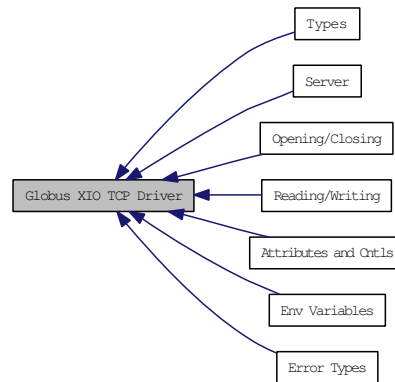 Types
Server
Opening/Closing
Globus XIO TCP Driver
Reading/Writing
Attributes and Cntls
Env Variables
Error Types